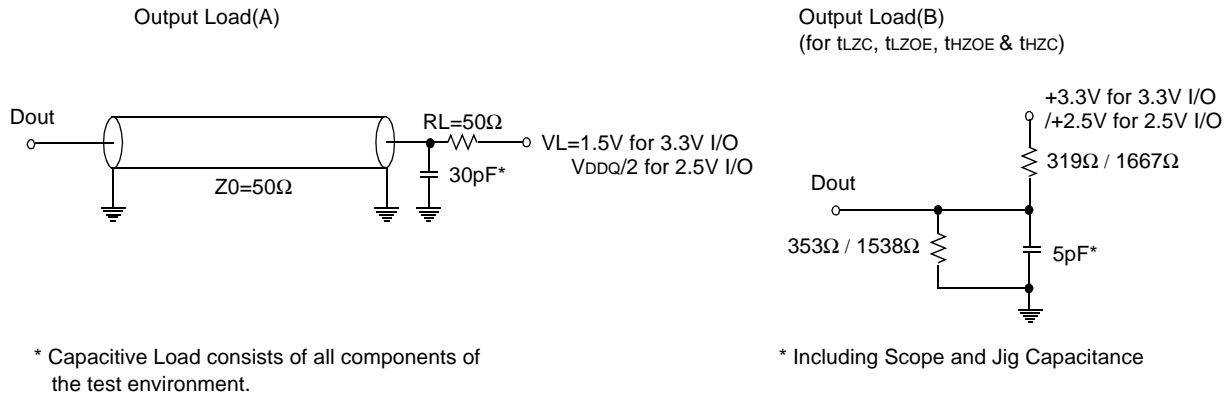 Output Load(A)
Dout
Z0=50Ω
RL=50Ω
30pF*
VL=1.5V for 3.3V I/O
VDDQ/2 for 2.5V I/O
* Capacitive Load consists of all components of
the test environment.
Output Load(B)
(for tLZC, tLZOE, tHZOE & tHZC)
+3.3V for 3.3V I/O
/+2.5V for 2.5V I/O
319Ω / 1667Ω
Dout
353Ω / 1538Ω
5pF*
* Including Scope and Jig Capacitance